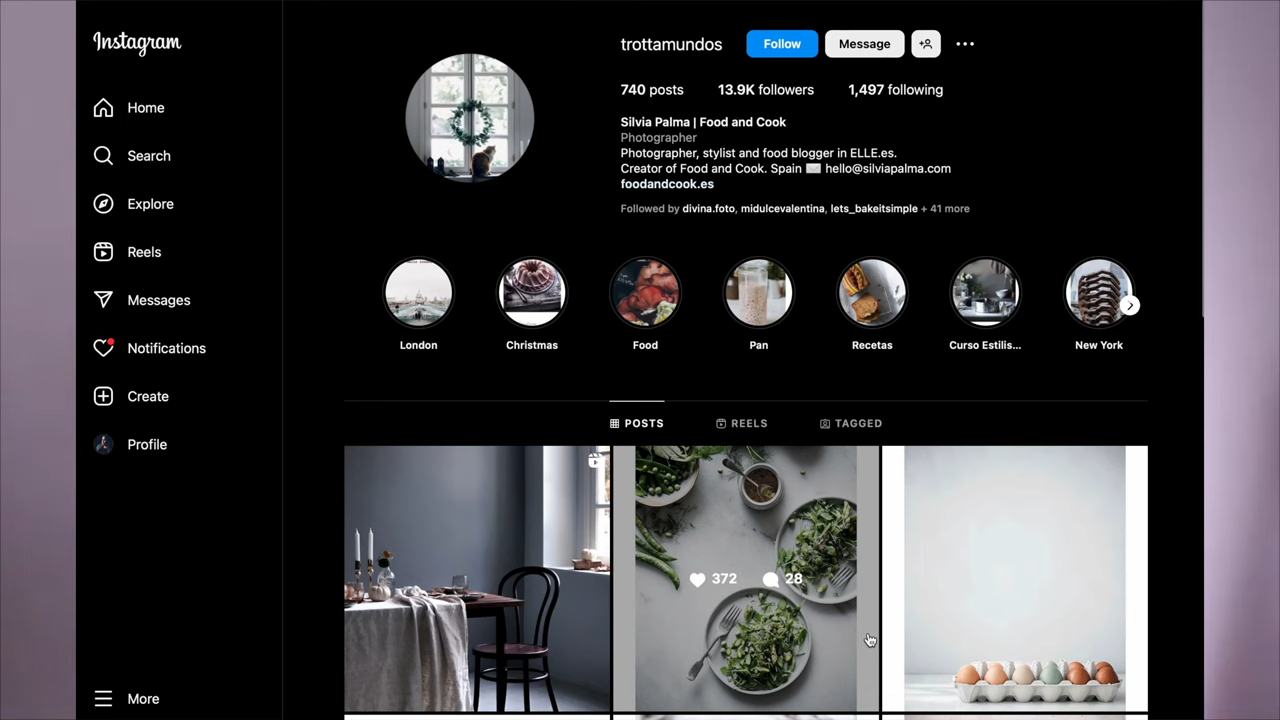 Instagram
Home
Search
Explore
Reels
Messages
Notifications
Create
Profile
More
trottamundos
Follow
Message
740 posts
13.9K followers
1,497 following
Silvia Palma | Food and Cook
Photographer
Photographer, stylist and food blogger in ELLE.es.
Creator of Food and Cook. Spain ✉️ hello@silviapalma.com
foodandcook.es
Followed by divina.foto, midulcevalentina, lets_bakeitsimple + 41 more
London
Christmas
Food
Pan
Recetas
Curso Estilis...
New York
POSTS
REELS
TAGGED
372
28